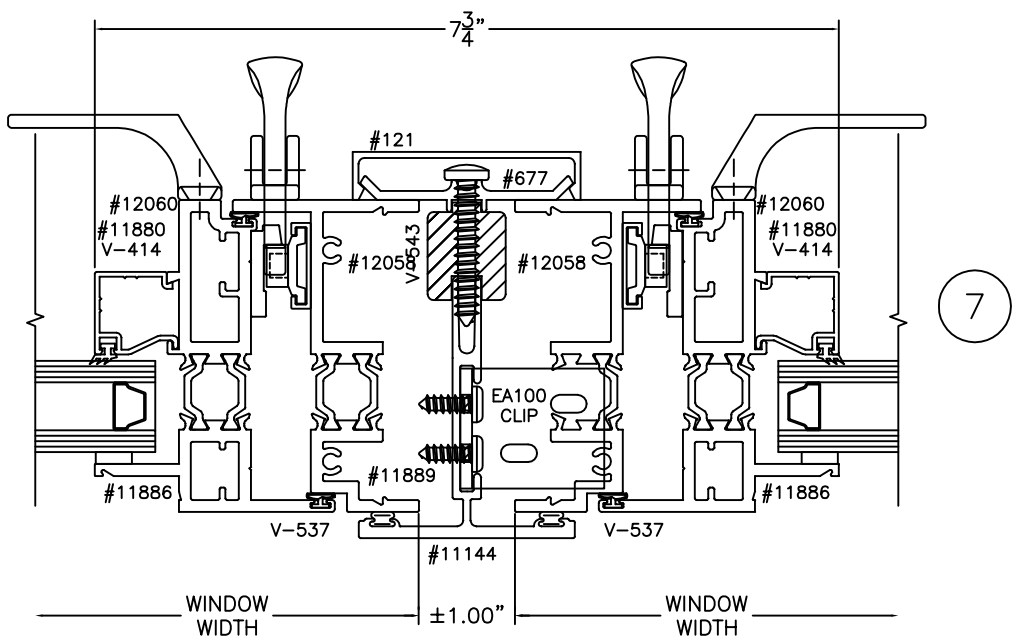 7 3/4"
#121
#677
#12060
#11880
V-414
#12060
#11880
V-414
#12058
V-543
#12058
7
EA100
CLIP
#11889
#11886
#11886
V-537
V-537
#11144
WINDOW
WIDTH
±1.00"
WINDOW
WIDTH